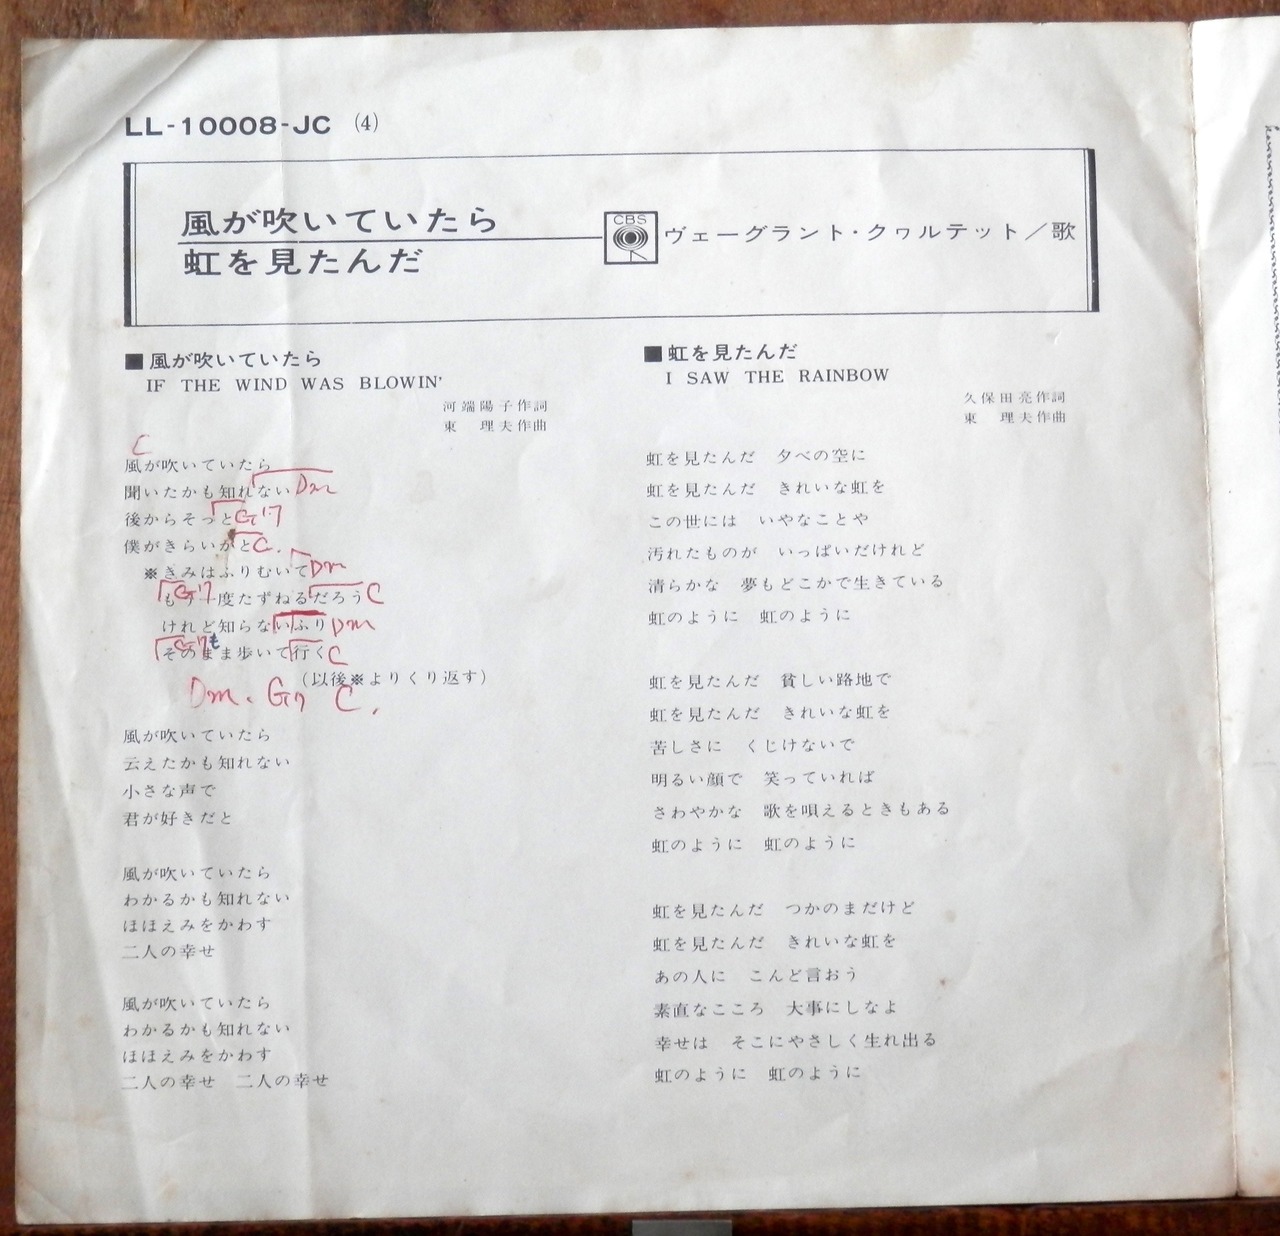 LL-10008-JC (4)
風が吹いていたら
虹を見たんだ
CBS
ヴェーグラント・クヮルテット／歌
■風が吹いていたら
IF THE WIND WAS BLOWIN'
河端陽子作詞
東　理夫作曲
C
風が吹いていたら
聞いたかも知れない Dm
後からそっと G7
僕がきらいかと C.
※きみはふりむいて Dm
G7
もう一度たずねるだろう C
けれど知らないふり Dm
G7 も
そのまま歩いて行く C
（以後※よりくり返す）
Dm. G7 C.
風が吹いていたら
云えたかも知れない
小さな声で
君が好きだと
風が吹いていたら
わかるかも知れない
ほほえみをかわす
二人の幸せ
風が吹いていたら
わかるかも知れない
ほほえみをかわす
二人の幸せ　二人の幸せ
■虹を見たんだ
I SAW THE RAINBOW
久保田亮作詞
東　理夫作曲
虹を見たんだ　夕べの空に
虹を見たんだ　きれいな虹を
この世には　いやなことや
汚れたものが　いっぱいだけれど
清らかな　夢もどこかで生きている
虹のように　虹のように
虹を見たんだ　貧しい路地で
虹を見たんだ　きれいな虹を
苦しさに　くじけないで
明るい顔で　笑っていれば
さわやかな　歌を唄えるときもある
虹のように　虹のように
虹を見たんだ　つかのまだけど
虹を見たんだ　きれいな虹を
あの人に　こんど言おう
素直なこころ　大事にしなよ
幸せは　そこにやさしく生れ出る
虹のように　虹のように